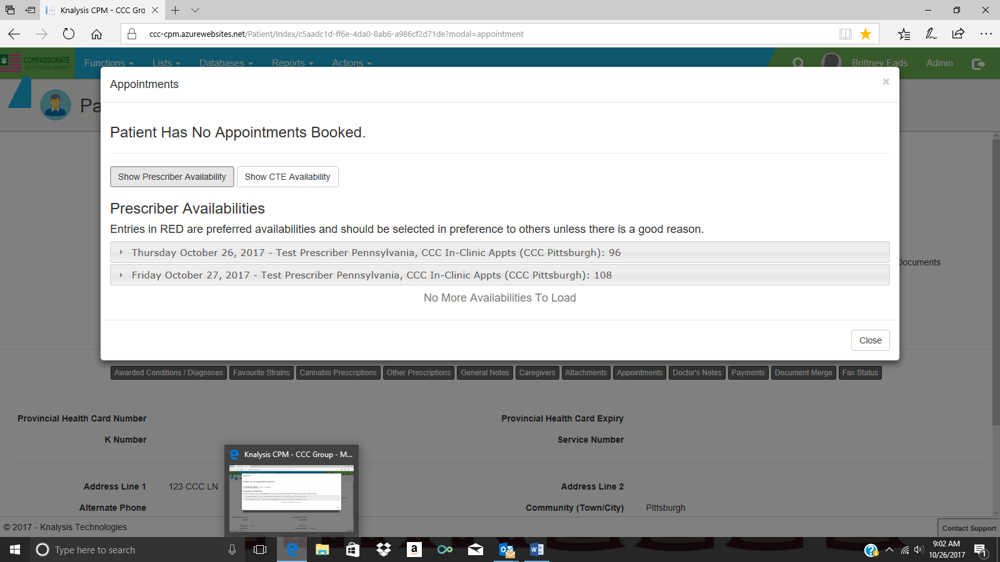 Knalysis CPM - CCC Gro
ccc-cpm.azurewebsites.net/Patient/Index/c5aadc1d-ff6e-4da0-8ab6-a986cf2d71de?modal=appointment
COMPASSIONATE
CERTIFICATION CENTERS
Functions Lists Databases Reports Actions
Brittney Eads Admin
Pa
Appointments
×
Patient Has No Appointments Booked.
Show Prescriber Availability Show CTE Availability
Prescriber Availabilities
Entries in RED are preferred availabilities and should be selected in preference to others unless there is a good reason.
Thursday October 26, 2017 - Test Prescriber Pennsylvania, CCC In-Clinic Appts (CCC Pittsburgh): 96
Documents
Friday October 27, 2017 - Test Prescriber Pennsylvania, CCC In-Clinic Appts (CCC Pittsburgh): 108
No More Availabilities To Load
Close
Awarded Conditions / Diagnoses Favourite Strains Cannabis Prescriptions Other Prescriptions General Notes Caregivers Attachments Appointments Doctor's Notes Payments Document Merge Fax Status
Provincial Health Card Number Provincial Health Card Expiry
K Number Service Number
Knalysis CPM - CCC Group - M...
Address Line 1 123 CCC LN Address Line 2
Alternate Phone Community (Town/City) Pittsburgh
© 2017 - Knalysis Technologies
Contact Support
Type here to search
9:02 AM
10/26/2017
1